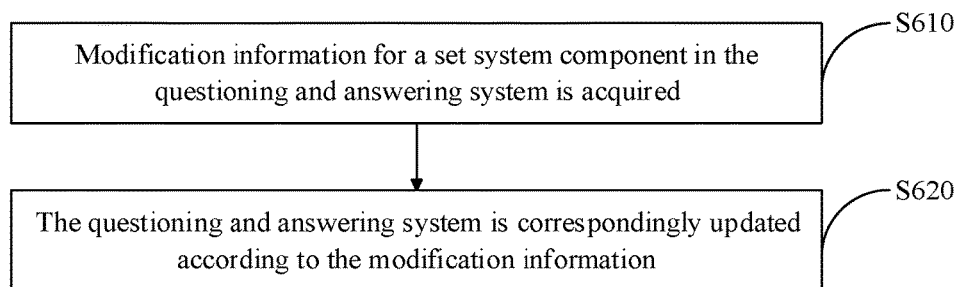 S610
Modification information for a set system component in the
questioning and answering system is acquired
S620
The questioning and answering system is correspondingly updated
according to the modification information